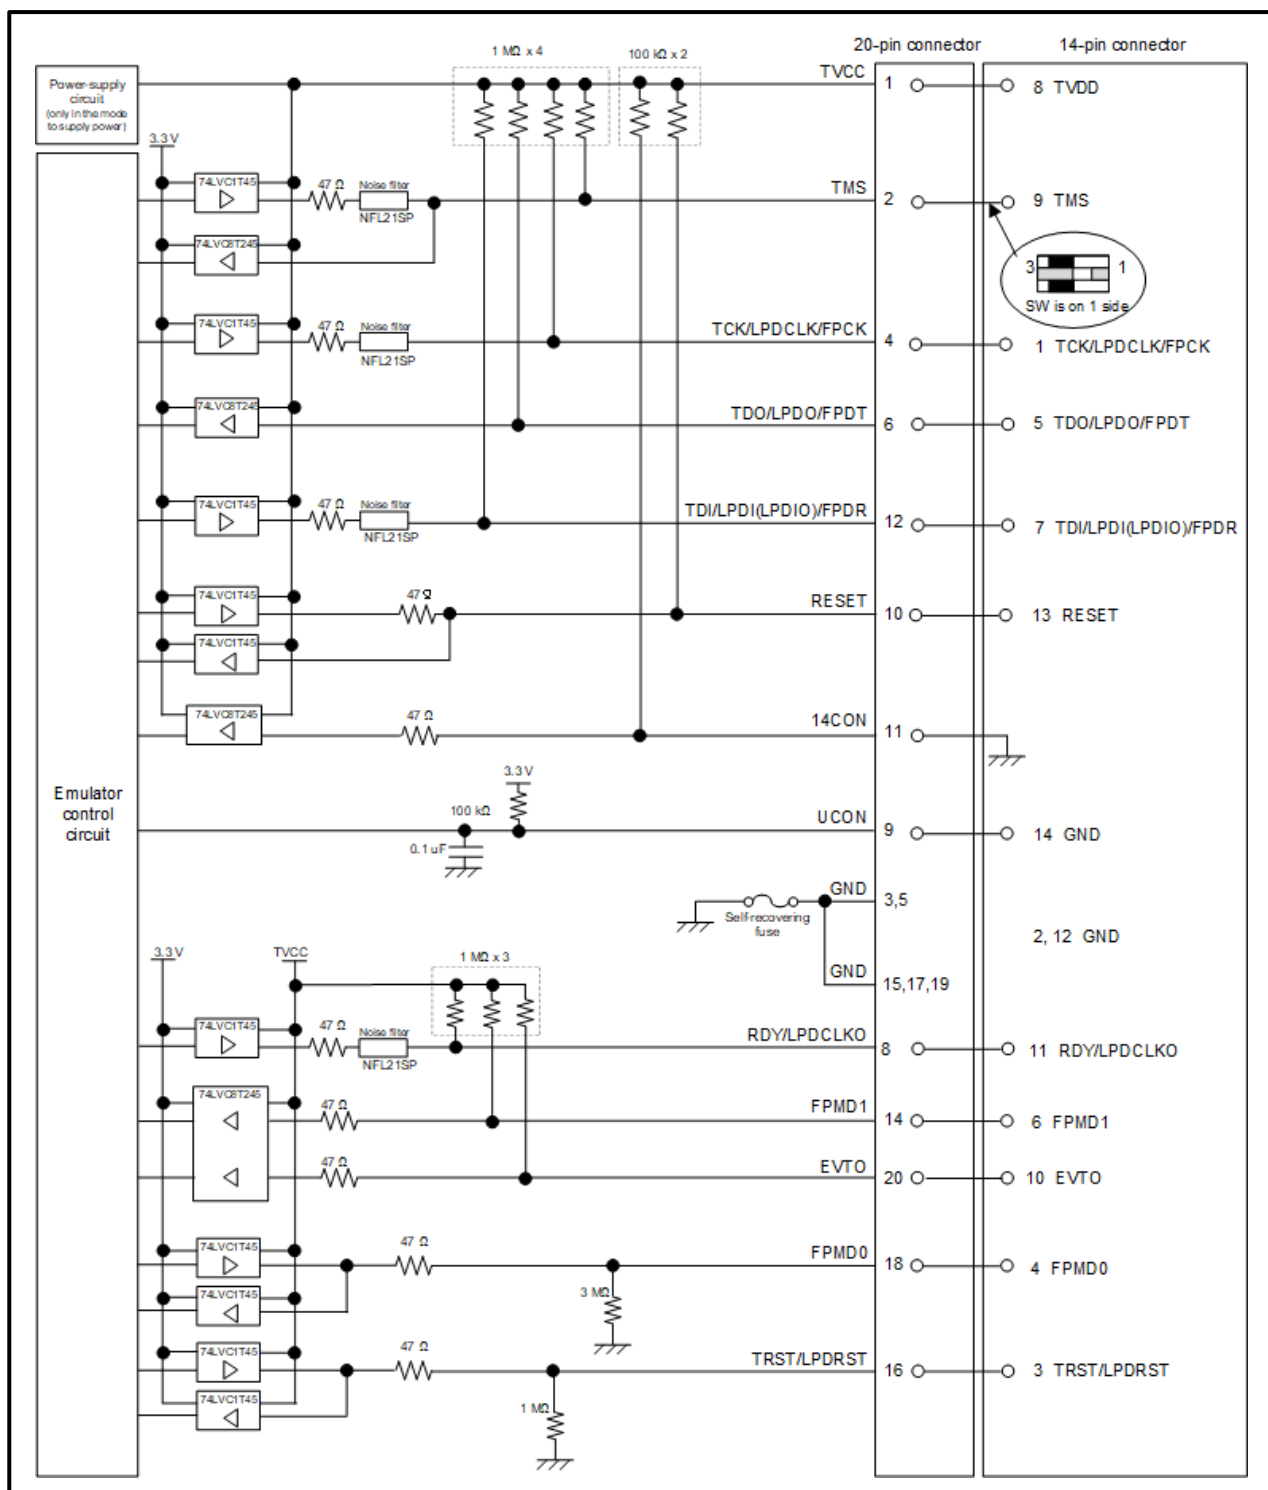 20-pin connector
14-pin connector
1 MΩ x 4
100 kΩ x 2
TVCC
1
8 TVDD
Power-supply
circuit
(only in the mode
to supply power)
3.3 V
74LVC1T45
47 Ω
Noise filter
NFL21SP
TMS
2
9 TMS
74LVC8T245
3
1
SW is on 1 side
74LVC1T45
47 Ω
Noise filter
NFL21SP
TCK/LPDCLK/FPCK
4
1 TCK/LPDCLK/FPCK
74LVC8T245
TDO/LPDO/FPDT
6
5 TDO/LPDO/FPDT
74LVC1T45
47 Ω
Noise filter
NFL21SP
TDI/LPDI(LPDIO)/FPDR
12
7 TDI/LPDI(LPDIO)/FPDR
74LVC1T45
47 Ω
RESET
10
13 RESET
74LVC1T45
74LVC8T245
47 Ω
14CON
11
Emulator
control
circuit
3.3 V
100 kΩ
0.1 uF
UCON
9
14 GND
GND
3,5
Self-recovering
fuse
2, 12 GND
GND
15,17,19
3.3 V
TVCC
1 MΩ x 3
74LVC1T45
47 Ω
Noise filter
NFL21SP
RDY/LPDCLKO
8
11 RDY/LPDCLKO
74LVC8T245
47 Ω
FPMD1
14
6 FPMD1
47 Ω
EVTO
20
10 EVTO
74LVC1T45
47 Ω
FPMD0
18
4 FPMD0
74LVC1T45
3 MΩ
74LVC1T45
47 Ω
TRST/LPDRST
16
3 TRST/LPDRST
74LVC1T45
1 MΩ